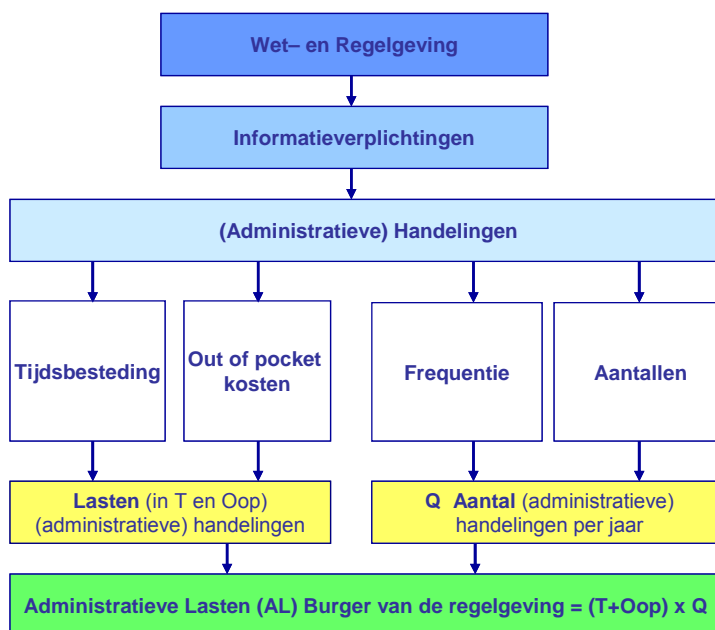 Wet– en Regelgeving
Informatieverplichtingen
(Administratieve) Handelingen
Tijdsbesteding
Out of pocket
kosten
Frequentie
Aantallen
Lasten (in T en Oop)
(administratieve) handelingen
Q Aantal (administratieve)
handelingen per jaar
Administratieve Lasten (AL) Burger van de regelgeving = (T+Oop) x Q